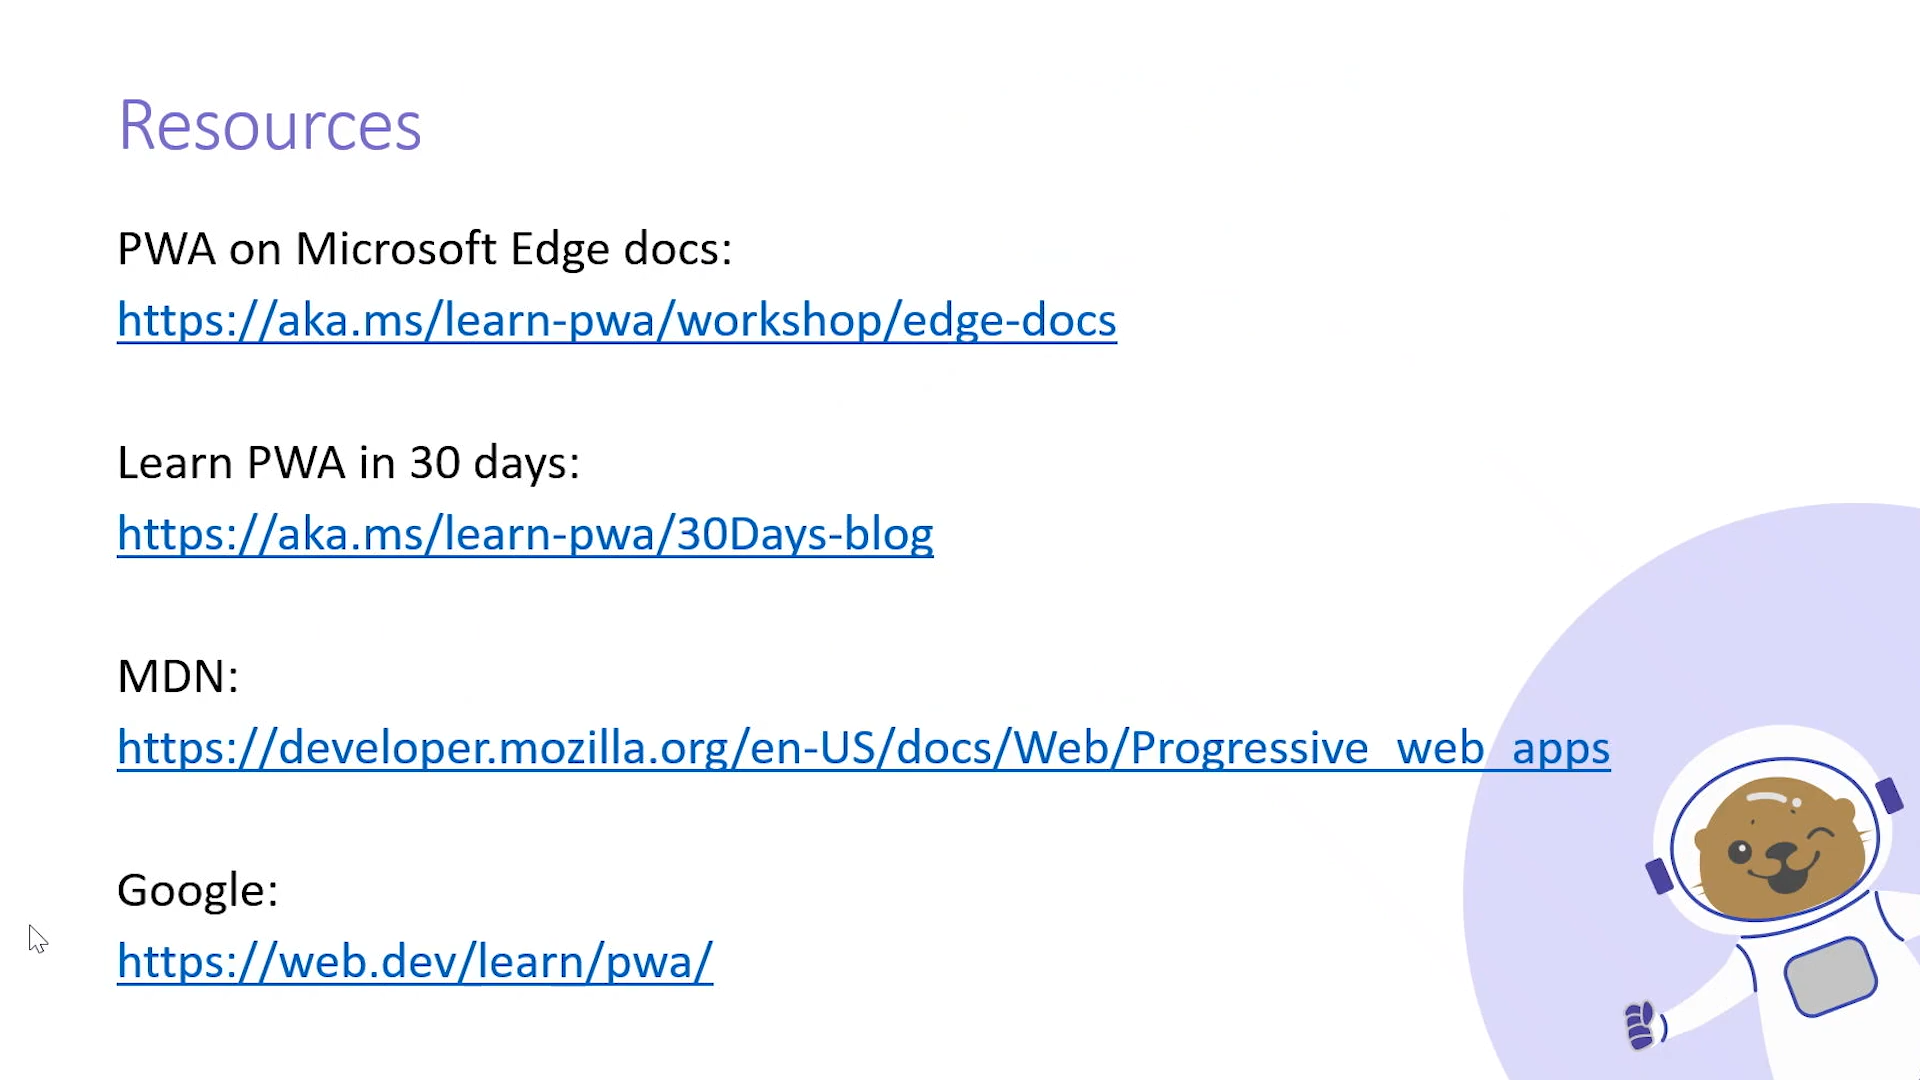 Resources
PWA on Microsoft Edge docs:
https://aka.ms/learn-pwa/workshop/edge-docs
Learn PWA in 30 days:
https://aka.ms/learn-pwa/30Days-blog
MDN:
https://developer.mozilla.org/en-US/docs/Web/Progressive_web_apps
Google:
https://web.dev/learn/pwa/